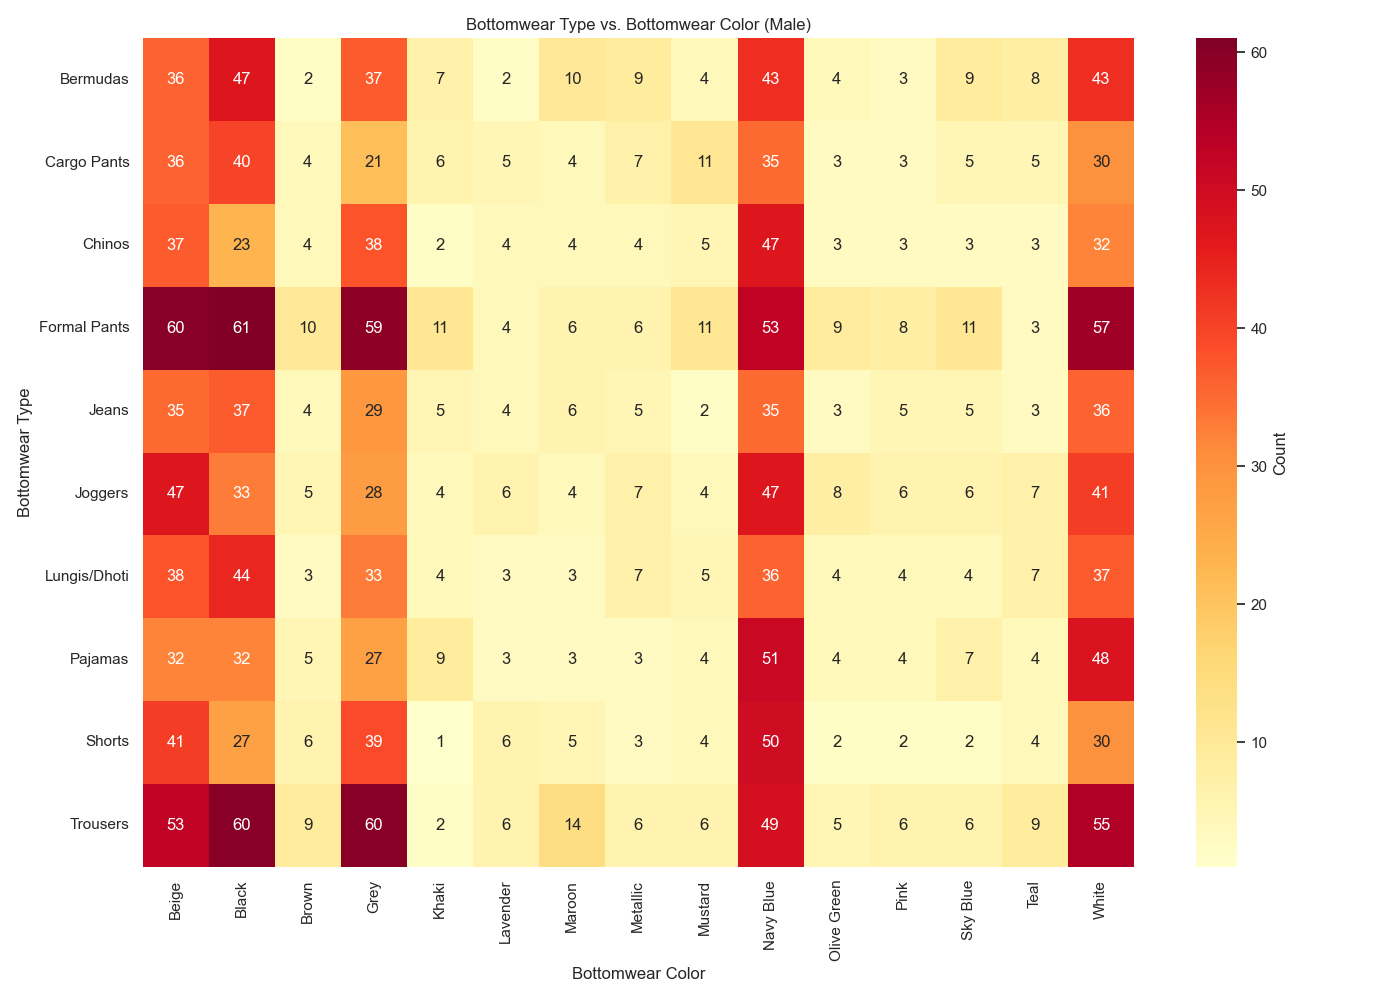 Bottomwear Type vs. Bottomwear Color (Male)
Bermudas 36 47 2 37 7 2 10 9 4 43 4 3 9 8 43
Cargo Pants 36 40 4 21 6 5 4 7 11 35 3 3 5 5 30
Chinos 37 23 4 38 2 4 4 4 5 47 3 3 3 3 32
Formal Pants 60 61 10 59 11 4 6 6 11 53 9 8 11 3 57
Jeans 35 37 4 29 5 4 6 5 2 35 3 5 5 3 36
Joggers 47 33 5 28 4 6 4 7 4 47 8 6 6 7 41
Lungis/Dhoti 38 44 3 33 4 3 3 7 5 36 4 4 4 7 37
Pajamas 32 32 5 27 9 3 3 3 4 51 4 4 7 4 48
Shorts 41 27 6 39 1 6 5 3 4 50 2 2 2 4 30
Trousers 53 60 9 60 2 6 14 6 6 49 5 6 6 9 55
Bottomwear Type
Beige Black Brown Grey Khaki Lavender Maroon Metallic Mustard Navy Blue Olive Green Pink Sky Blue Teal White
Bottomwear Color
60
50
40
30
20
10
Count